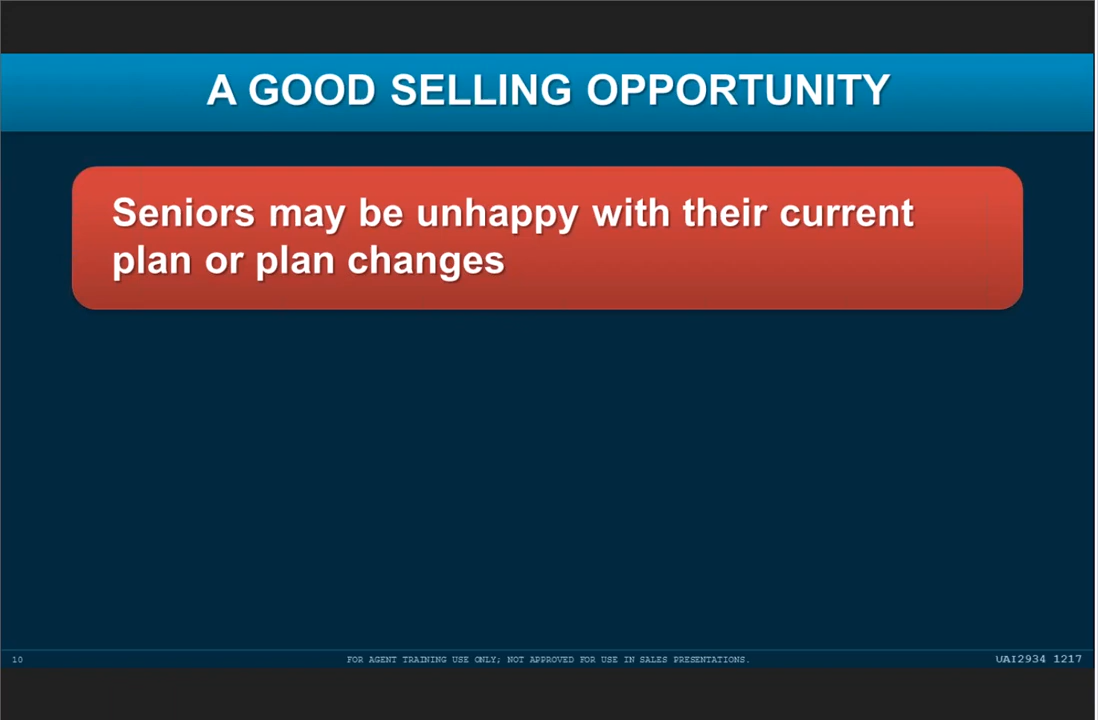 A GOOD SELLING OPPORTUNITY
Seniors may be unhappy with their current
plan or plan changes
10
FOR AGENT TRAINING USE ONLY; NOT APPROVED FOR USE IN SALES PRESENTATIONS.
UAI2934 1217